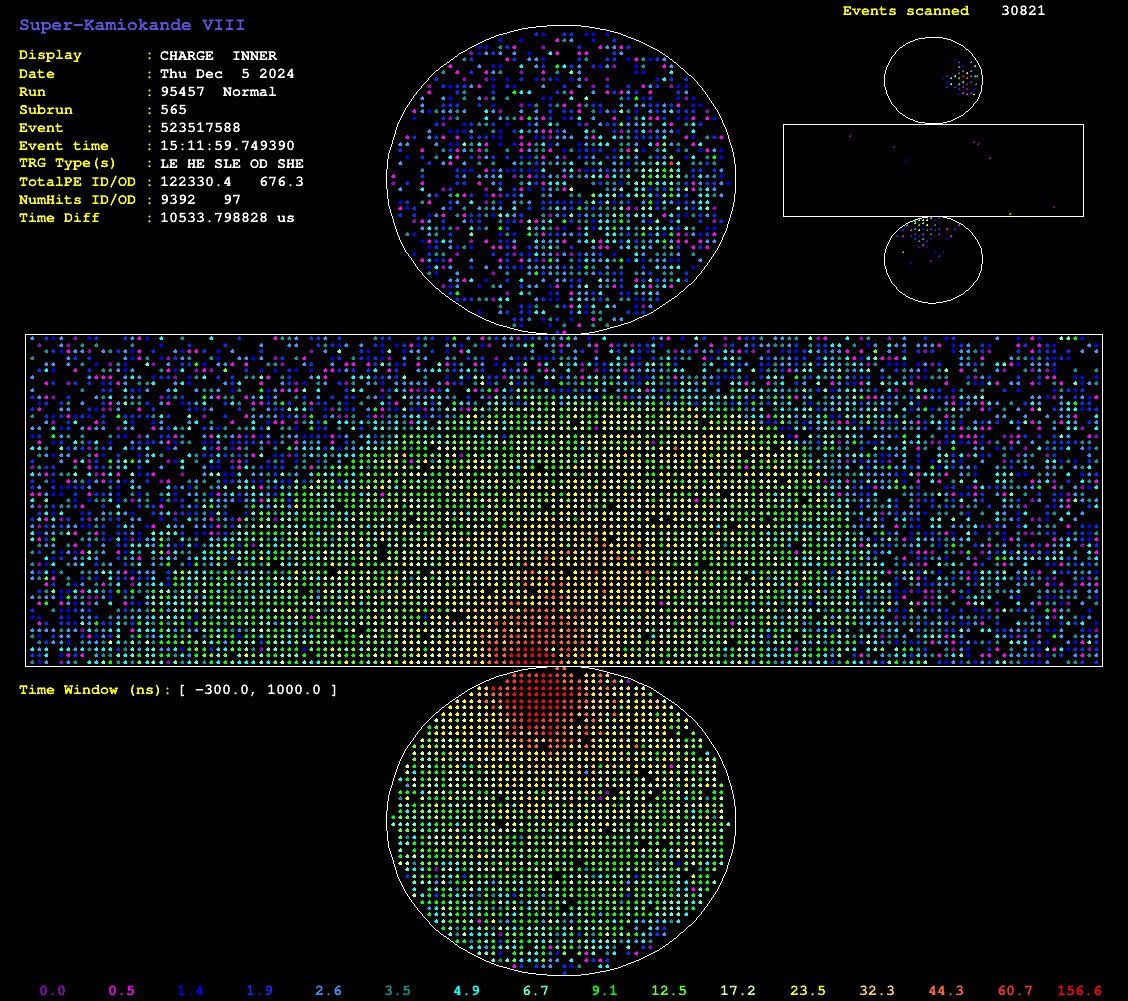 Super-Kamiokande VIII
Events scanned 30821
Display : CHARGE INNER
Date : Thu Dec 5 2024
Run : 95457 Normal
Subrun : 565
Event : 523517588
Event time : 15:11:59.749390
TRG Type(s) : LE HE SLE OD SHE
TotalPE ID/OD : 122330.4 676.3
NumHits ID/OD : 9392 97
Time Diff : 10533.798828 us
Time Window (ns): [ -300.0, 1000.0 ]
0.0 0.5 1.4 1.9 2.6 3.5 4.9 6.7 9.1 12.5 17.2 23.5 32.3 44.3 60.7 156.6